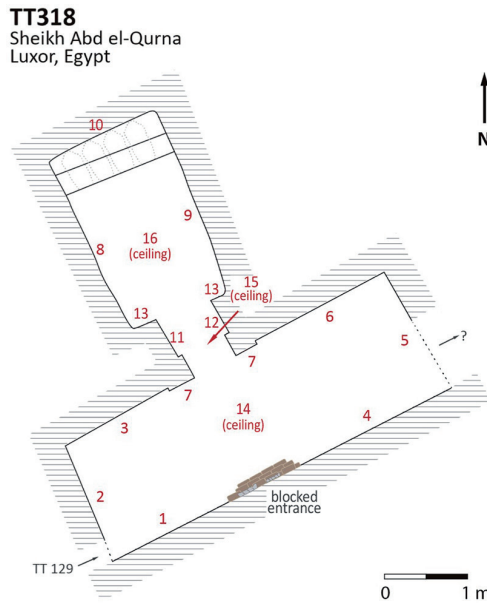 TT318
Sheikh Abd el-Qurna
Luxor, Egypt
N
10
9
8
16
(ceiling)
15
(ceiling)
13
13
12
11
6
5
?
7
7
14
(ceiling)
3
4
2
blocked
entrance
1
TT 129
0 1 m